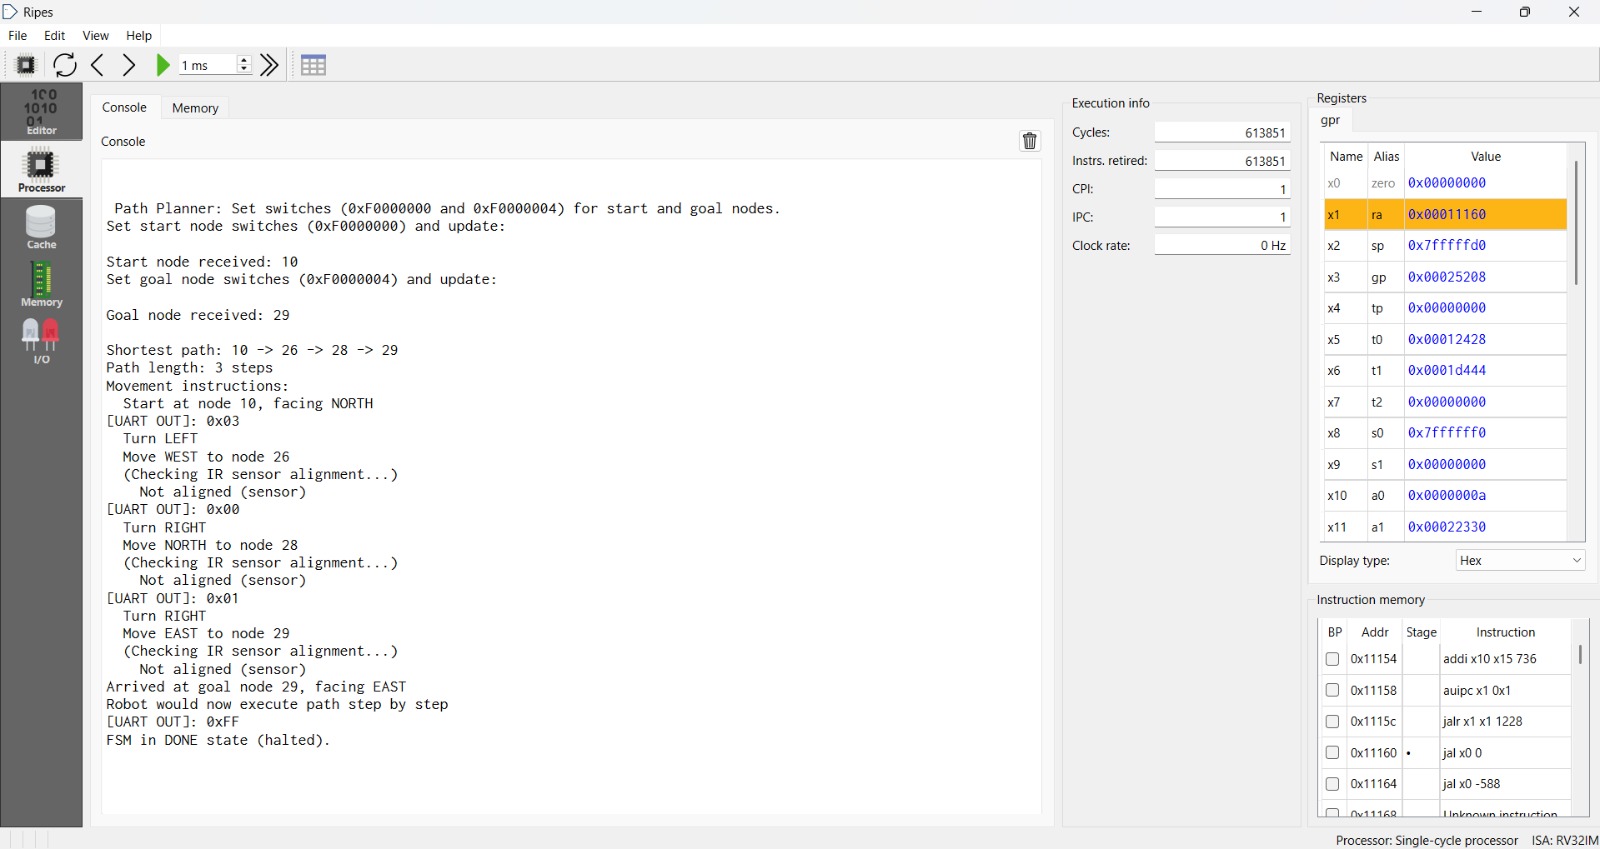 Ripes
File Edit View Help
1 ms
Editor
Processor
Cache
Memory
I/O
Console Memory
Console
Path Planner: Set switches (0xF0000000 and 0xF0000004) for start and goal nodes.
Set start node switches (0xF0000000) and update:
Start node received: 10
Set goal node switches (0xF0000004) and update:
Goal node received: 29
Shortest path: 10 -> 26 -> 28 -> 29
Path length: 3 steps
Movement instructions:
Start at node 10, facing NORTH
[UART OUT]: 0x03
Turn LEFT
Move WEST to node 26
(Checking IR sensor alignment...)
Not aligned (sensor)
[UART OUT]: 0x00
Turn RIGHT
Move NORTH to node 28
(Checking IR sensor alignment...)
Not aligned (sensor)
[UART OUT]: 0x01
Turn RIGHT
Move EAST to node 29
(Checking IR sensor alignment...)
Not aligned (sensor)
Arrived at goal node 29, facing EAST
Robot would now execute path step by step
[UART OUT]: 0xFF
FSM in DONE state (halted).
Execution info
Cycles: 613851
Instrs. retired: 613851
CPI: 1
IPC: 1
Clock rate: 0 Hz
Registers
gpr
Name Alias Value
x0 zero 0x00000000
x1 ra 0x00011160
x2 sp 0x7fffffd0
x3 gp 0x00025208
x4 tp 0x00000000
x5 t0 0x00012428
x6 t1 0x0001d444
x7 t2 0x00000000
x8 s0 0x7ffffff0
x9 s1 0x00000000
x10 a0 0x0000000a
x11 a1 0x00022330
Display type: Hex
Instruction memory
BP Addr Stage Instruction
0x11154 addi x10 x15 736
0x11158 auipc x1 0x1
0x1115c jalr x1 x1 1228
0x11160 • jal x0 0
0x11164 jal x0 -588
0x11168 Unknown instruction
Processor: Single-cycle processor ISA: RV32IM